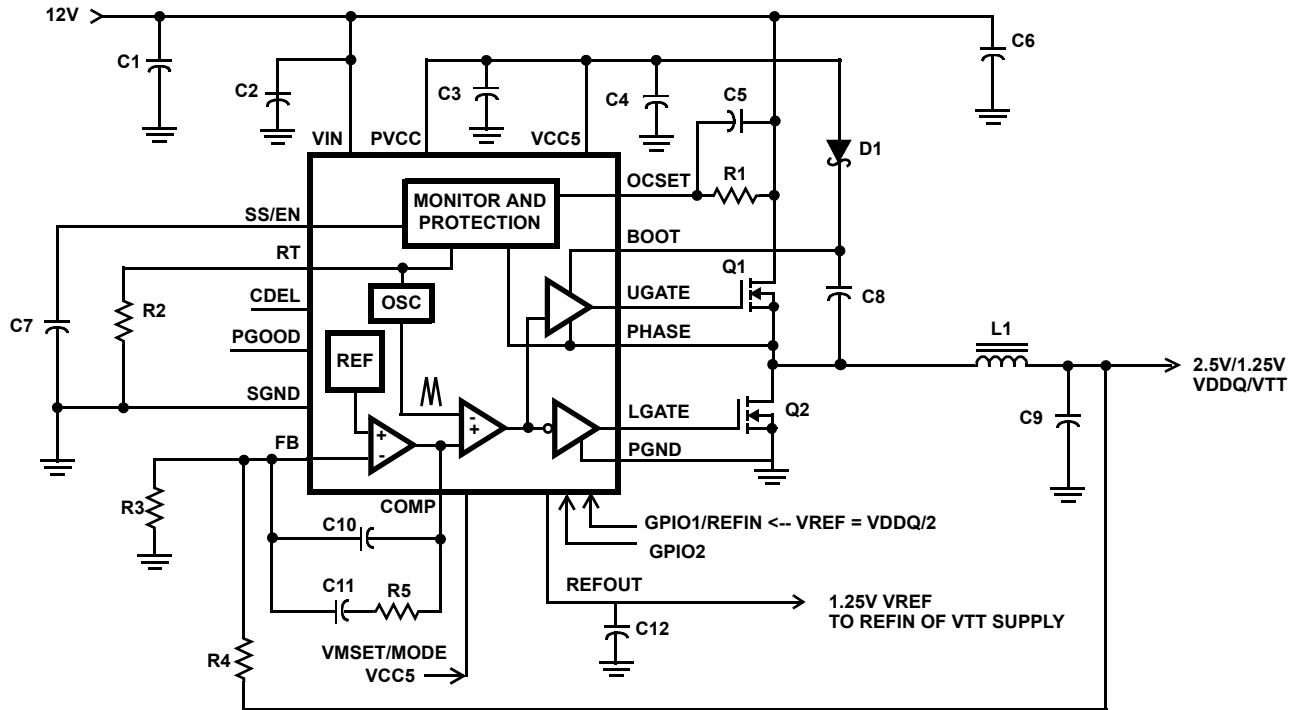 12V
C1
C2
C3
C4
C5
C6
VIN
PVCC
VCC5
D1
OCSET
R1
MONITOR AND
PROTECTION
SS/EN
BOOT
RT
Q1
R2
CDEL
OSC
UGATE
C8
C7
PGOOD
PHASE
L1
REF
2.5V/1.25V
VDDQ/VTT
SGND
LGATE
Q2
C9
FB
+
-
-
+
PGND
R3
COMP
C10
GPIO1/REFIN <-- VREF = VDDQ/2
GPIO2
C11
R5
REFOUT
1.25V VREF
TO REFIN OF VTT SUPPLY
C12
R4
VMSET/MODE
VCC5